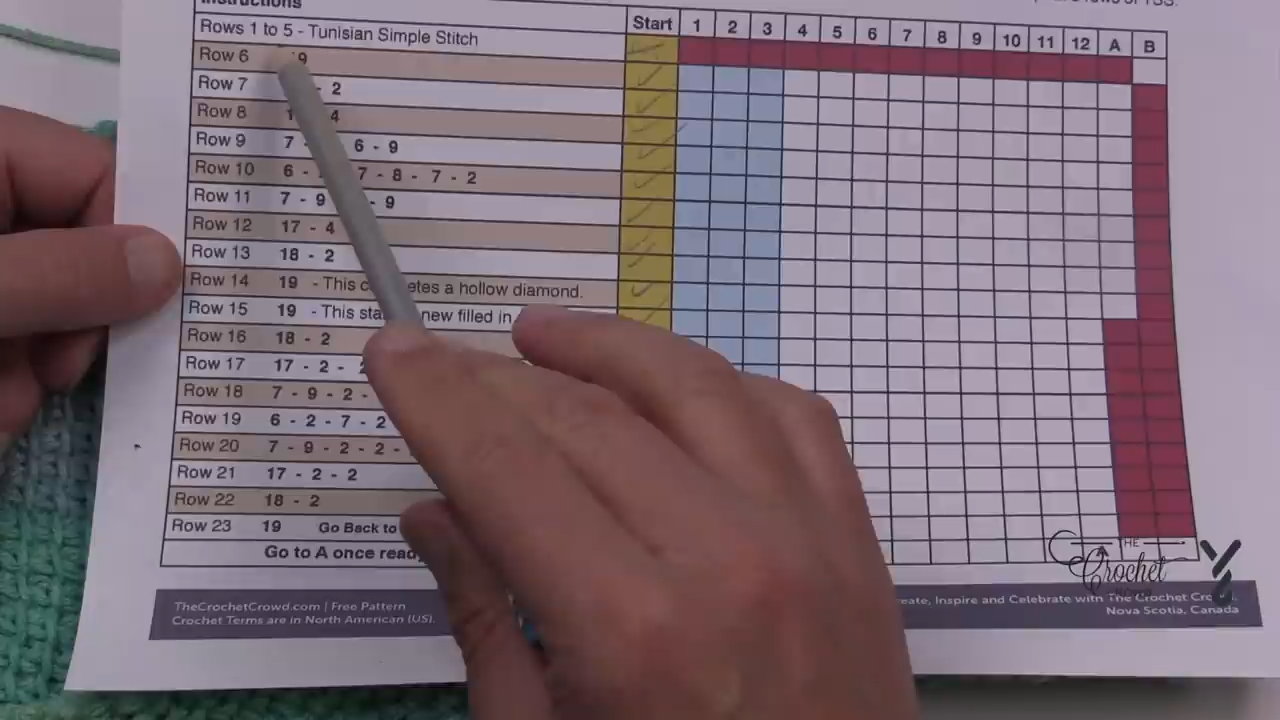 Instructions
rows of TSS.
Rows 1 to 5 - Tunisian Simple Stitch
Start 1 2 3 4 5 6 7 8 9 10 11 12 A B
Row 6 9
Row 7 - 2
Row 8 1 4
Row 9 7 - 6 - 9
Row 10 6 - 7 - 8 - 7 - 2
Row 11 7 - 9 - 9
Row 12 17 - 4
Row 13 18 - 2
Row 14 19 - This etes a hollow diamond.
Row 15 19 - This sta new filled in
Row 16 18 - 2
Row 17 17 - 2 -
Row 18 7 - 9 - 2 -
Row 19 6 - 2 - 7 - 2
Row 20 7 - 9 - 2 - 2 -
Row 21 17 - 2 - 2
Row 22 18 - 2
Row 23 19 Go Back to
Go to A once read
THE
Crochet
TheCrochetCrowd.com | Free Pattern
Crochet Terms are in North American (US).
eate, Inspire and Celebrate with The Crochet Cro
Nova Scotia, Canada